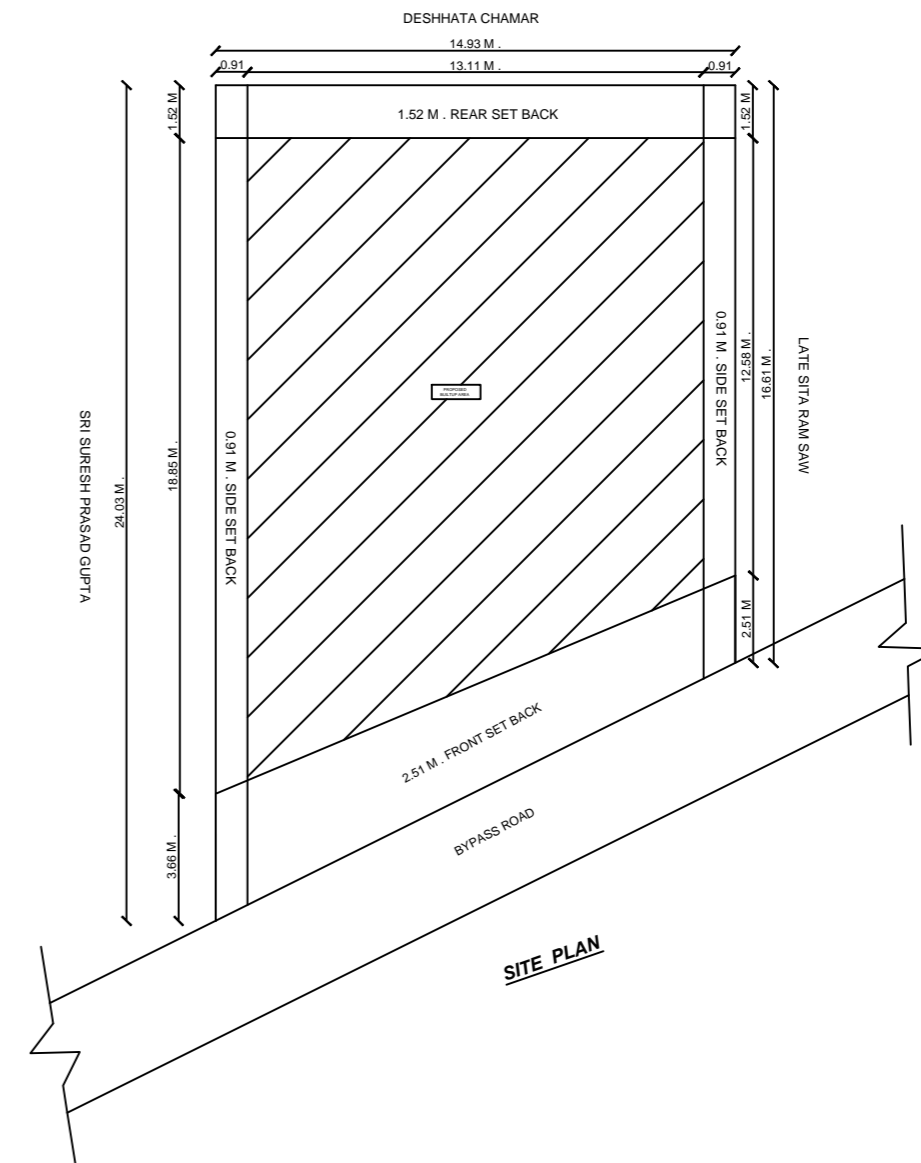 DESHHATA CHAMAR
14.93 M .
0.91
13.11 M .
0.91
1.52 M
1.52 M . REAR SET BACK
1.52 M
PROPOSED
BUILTUP AREA
0.91 M . SIDE SET BACK
12.58 M .
16.61 M .
LATE SITA RAM SAW
SRI SURESH PRASAD GUPTA
24.03 M .
18.85 M .
0.91 M . SIDE SET BACK
2.51 M
2.51 M . FRONT SET BACK
3.66 M .
BYPASS ROAD
SITE PLAN